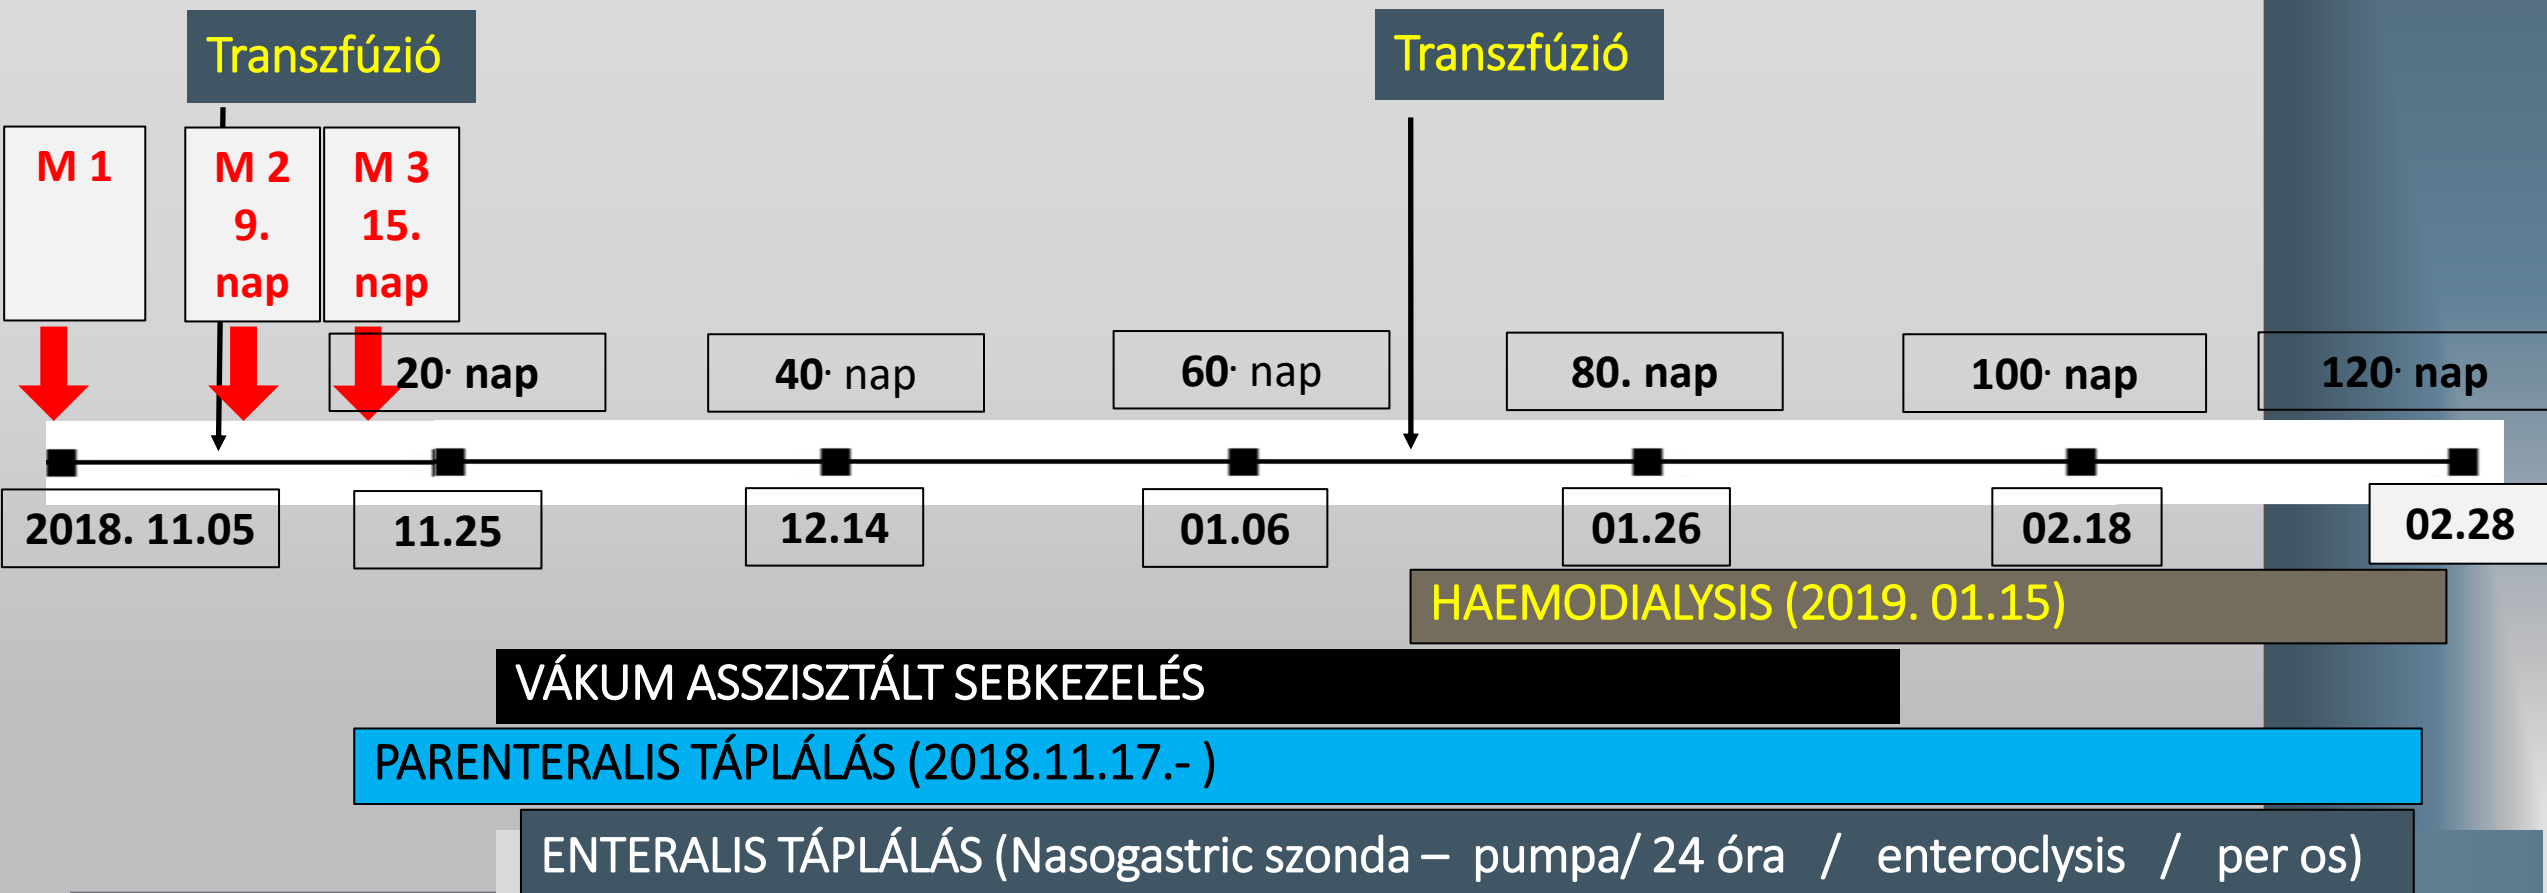 Transzfúzió
Transzfúzió
M 1
M 2
9.
nap
M 3
15.
nap
20. nap
40. nap
60. nap
80. nap
100. nap
120. nap
2018. 11.05
11.25
12.14
01.06
01.26
02.18
02.28
HAEMODIALYSIS (2019. 01.15)
VÁKUM ASSZISZTÁLT SEBKEZELÉS
PARENTERALIS TÁPLÁLÁS (2018.11.17.- )
ENTERALIS TÁPLÁLÁS (Nasogastric szonda – pumpa/ 24 óra / enteroclysis / per os)